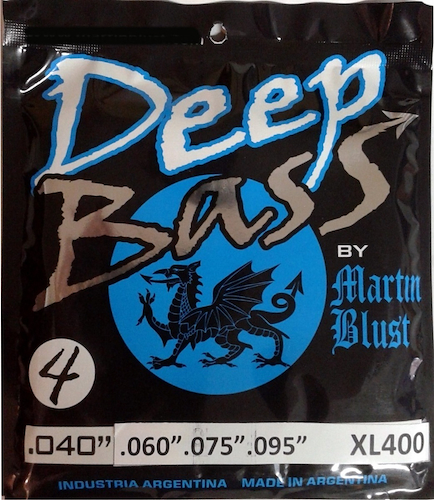 Deep
Bass
BY
Martin
Blust
4
.040” .060”.075”.095” XL400
INDUSTRIA ARGENTINA MADE IN ARGENTINA